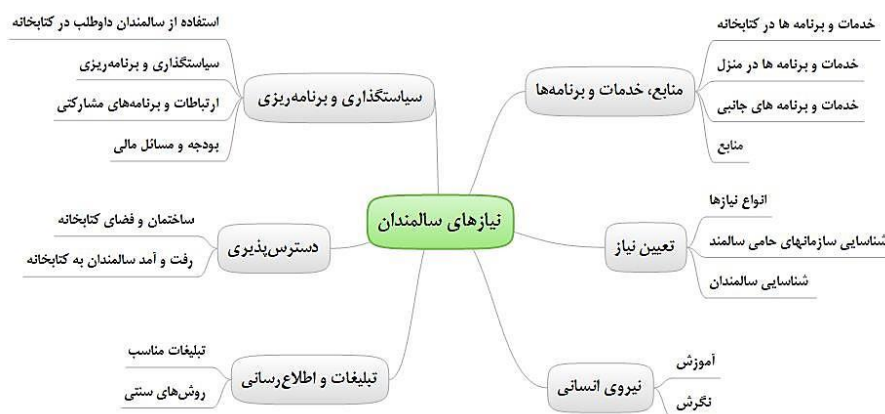 نیازهای سالمندان
منابع، خدمات و برنامه‌ها
خدمات و برنامه ها در کتابخانه
خدمات و برنامه ها در منزل
خدمات و برنامه های جانبی
منابع
تعیین نیاز
انواع نیازها
شناسایی سازمانهای حامی سالمند
شناسایی سالمندان
نیروی انسانی
آموزش
نگرش
سیاستگذاری و برنامه‌ریزی
استفاده از سالمندان داوطلب در کتابخانه
سیاستگذاری و برنامه‌ریزی
ارتباطات و برنامه‌های مشارکتی
بودجه و مسائل مالی
دسترس‌پذیری
ساختمان و فضای کتابخانه
رفت و آمد سالمندان به کتابخانه
تبلیغات و اطلاع‌رسانی
تبلیغات مناسب
روش‌های سنتی